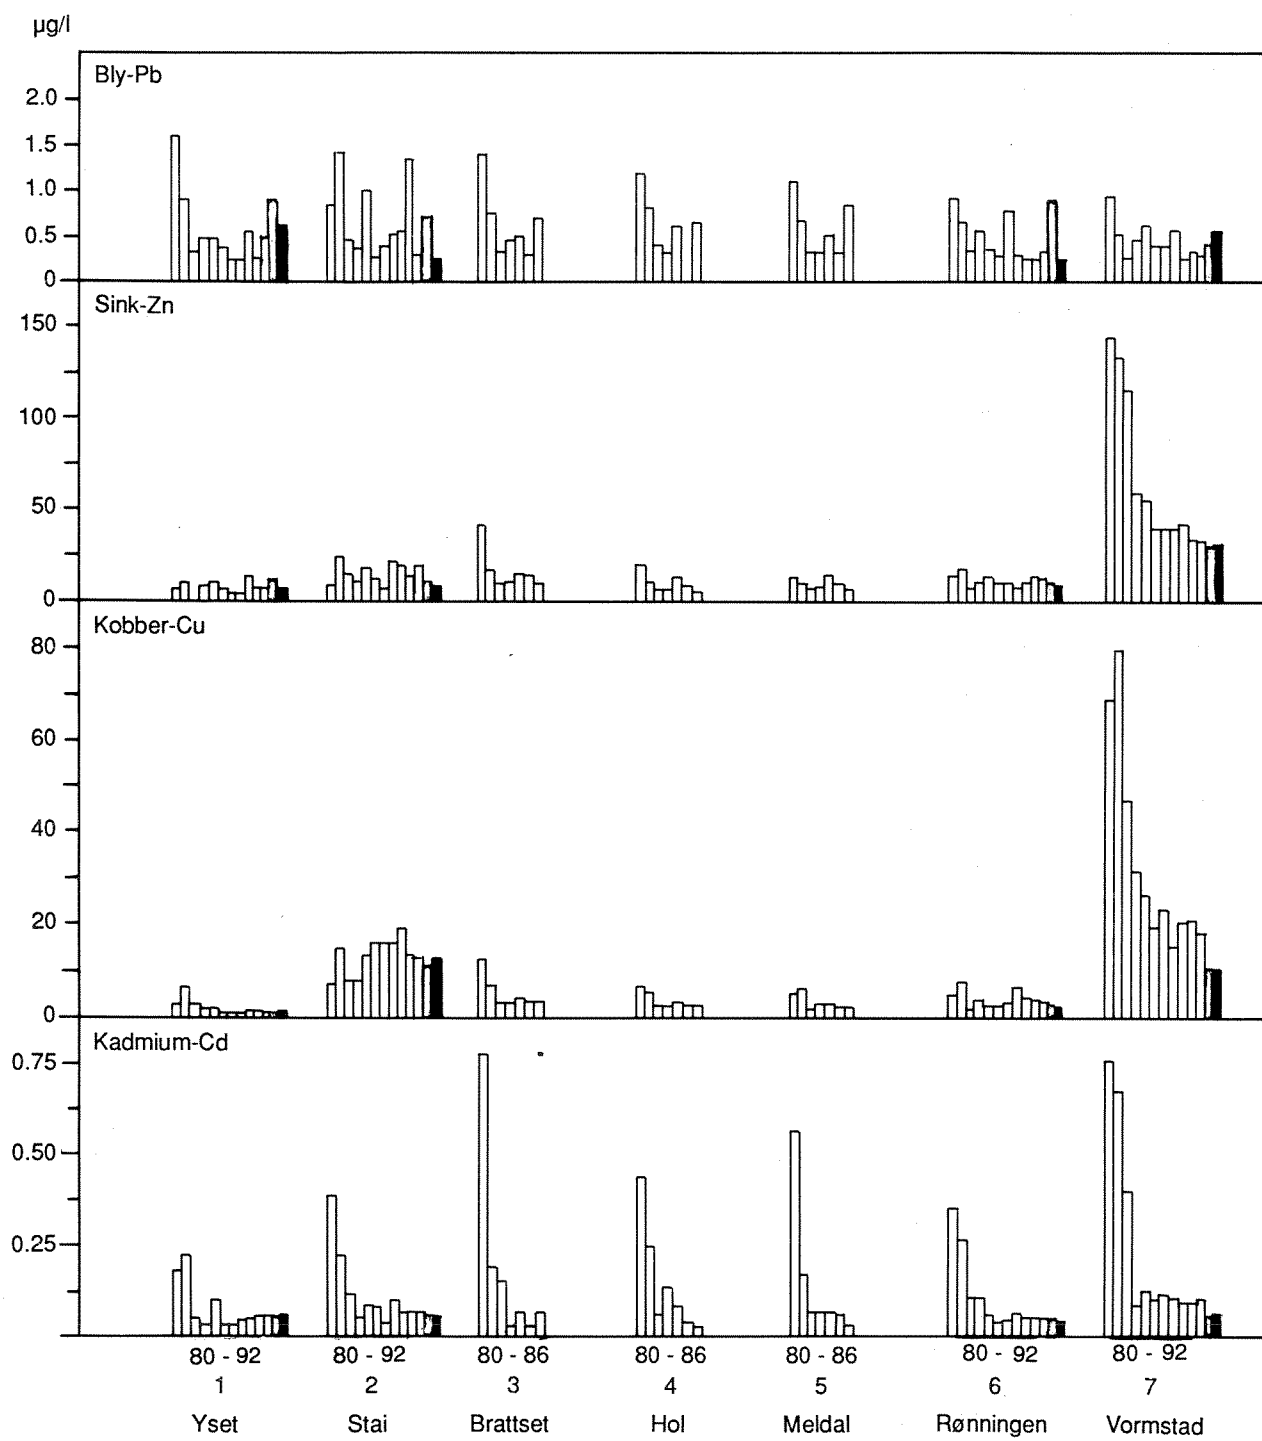 µg/l
Bly-Pb
2.0
1.5
1.0
0.5
0
Sink-Zn
150
100
50
0
Kobber-Cu
80
60
40
20
0
Kadmium-Cd
0.75
0.50
0.25
80 - 92 80 - 92 80 - 86 80 - 86 80 - 86 80 - 92 80 - 92
1 2 3 4 5 6 7
Yset Stai Brattset Hol Meldal Rønningen Vormstad